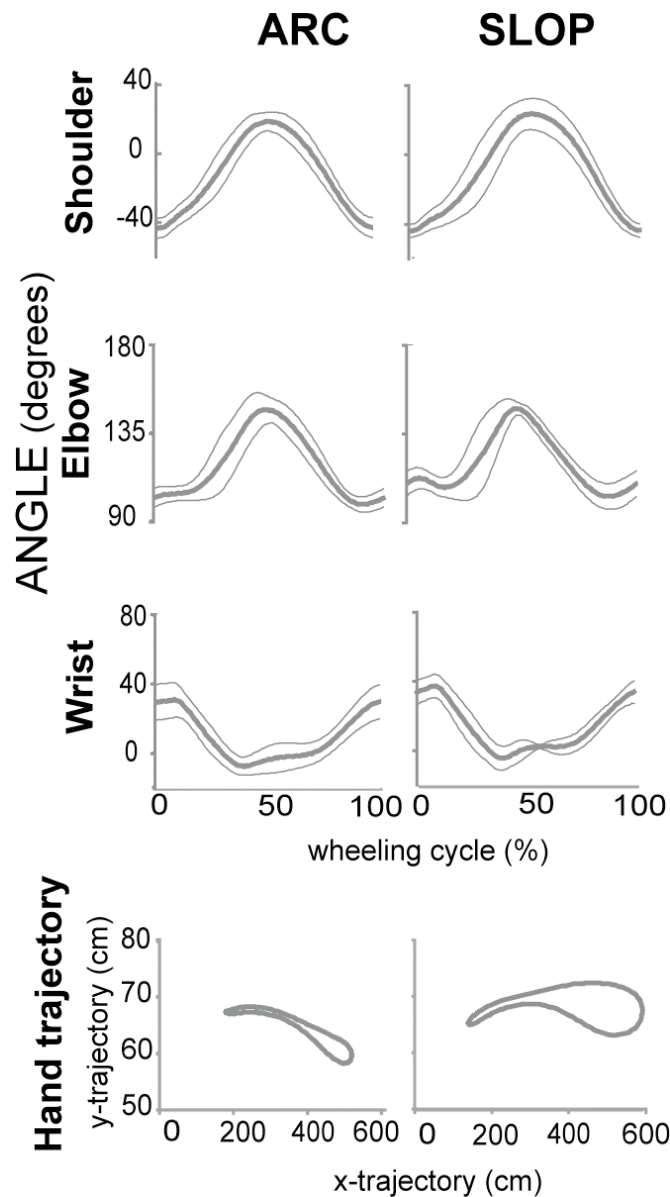 ARC SLOP
Shoulder
40
0
-40
ANGLE (degrees)
Elbow
180
135
90
Wrist
80
40
0
0 50 100 0 50 100
wheeling cycle (%)
Hand trajectory
y-trajectory (cm)
80
70
60
50
0 200 400 600 0 200 400 600
x-trajectory (cm)